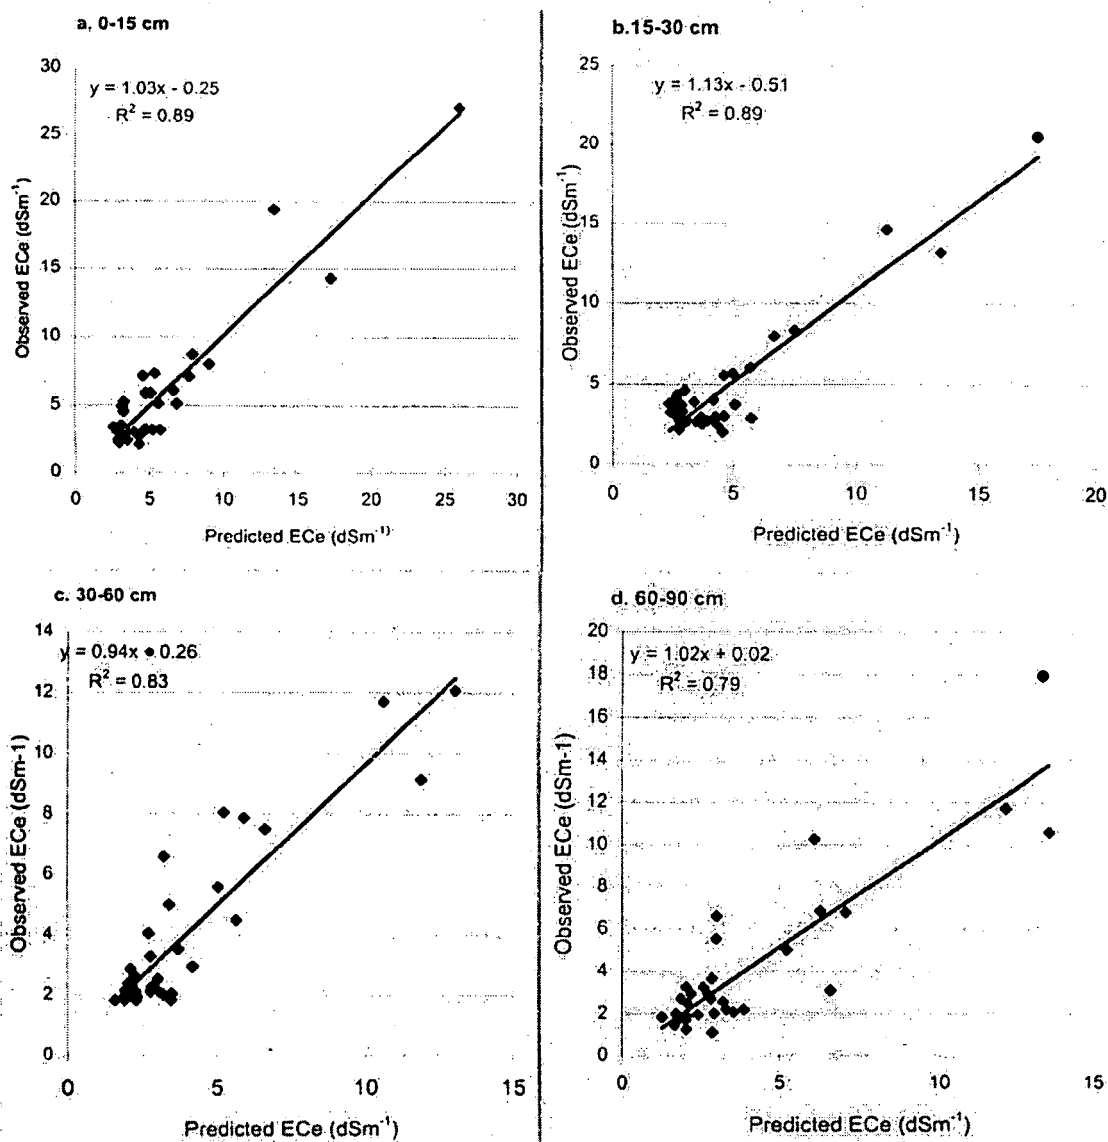 a. 0-15 cm
30
y = 1.03x - 0.25
R² = 0.89
25
20
15
10
5
0
0 5 10 15 20 25 30
Observed ECe (dSm⁻¹)
Predicted ECe (dSm⁻¹)
b.15-30 cm
25
y = 1.13x - 0.51
R² = 0.89
20
15
10
5
0
0 5 10 15 20
Observed ECe (dSm⁻¹)
Predicted ECe (dSm⁻¹)
c. 30-60 cm
14
y = 0.94x 0.26
R² = 0.83
12
10
8
6
4
2
0
0 5 10 15
Observed ECe (dSm-1)
Predicted ECe (dSm⁻¹)
d. 60-90 cm
20
y = 1.02x + 0.02
R² = 0.79
18
16
14
12
10
8
6
4
2
0
0 5 10 15
Observed ECe (dSm-1)
Predicted ECe (dSm⁻¹)